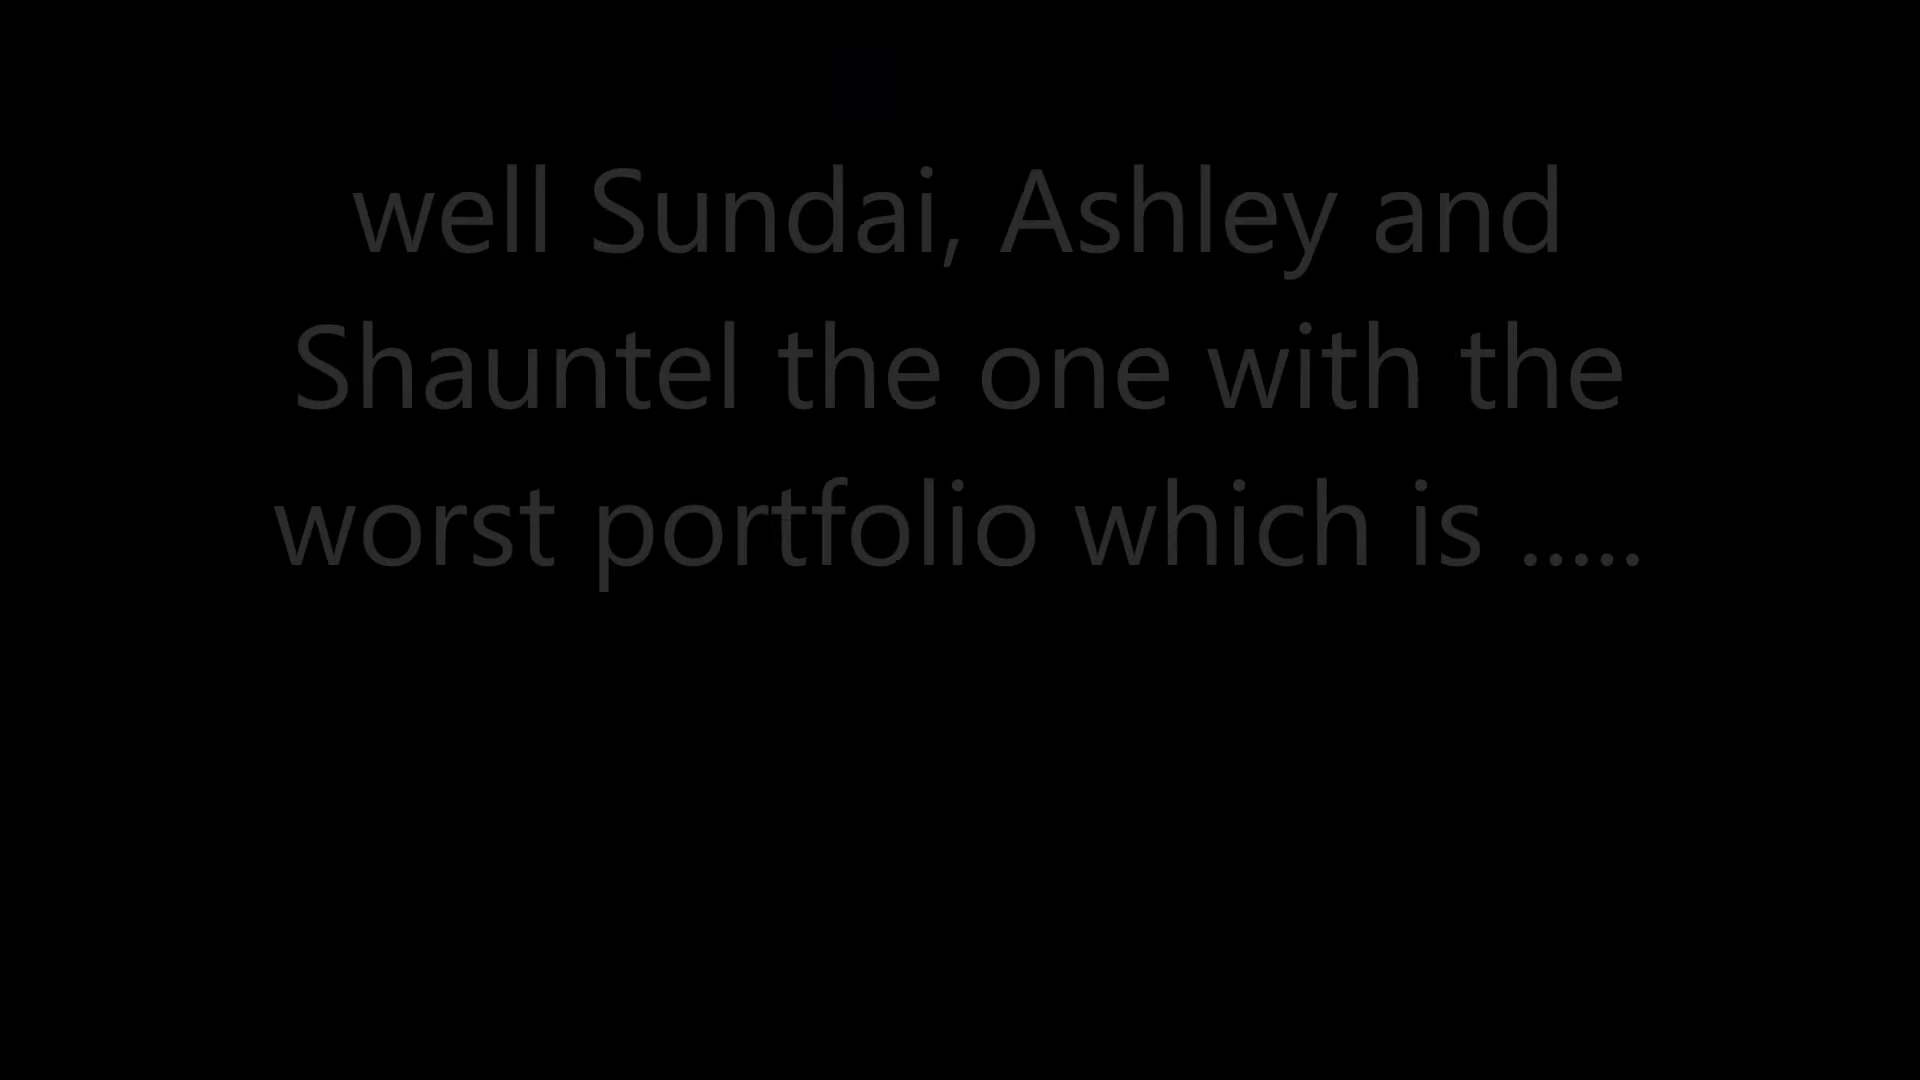 well Sundai, Ashley and
Shauntel the one with the
worst portfolio which is .....